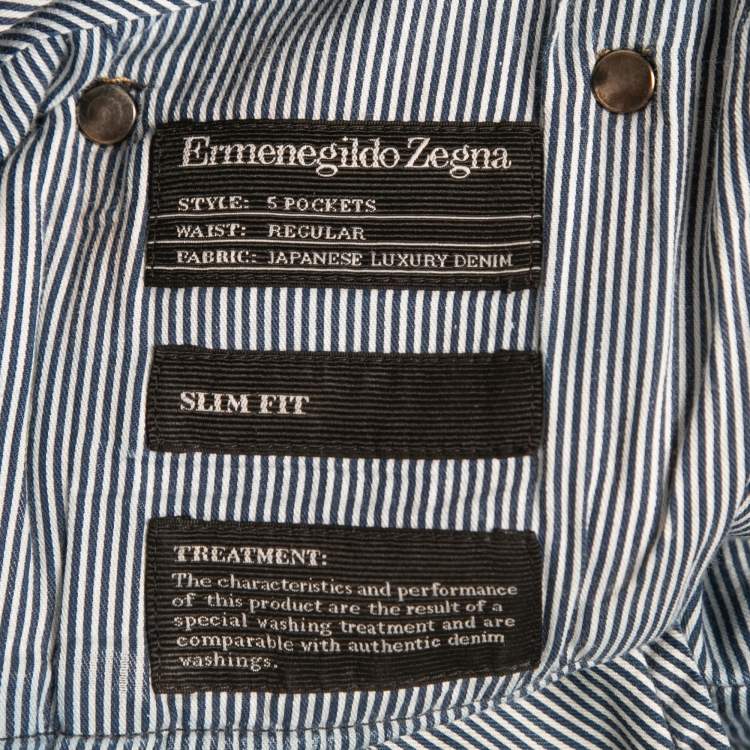 Ermenegildo Zegna
STYLE: 5 POCKETS
WAIST: REGULAR
FABRIC: JAPANESE LUXURY DENIM
SLIM FIT
TREATMENT:
The characteristics and performance
of this product are the result of a
special washing treatment and are
comparable with authentic denim
washings.